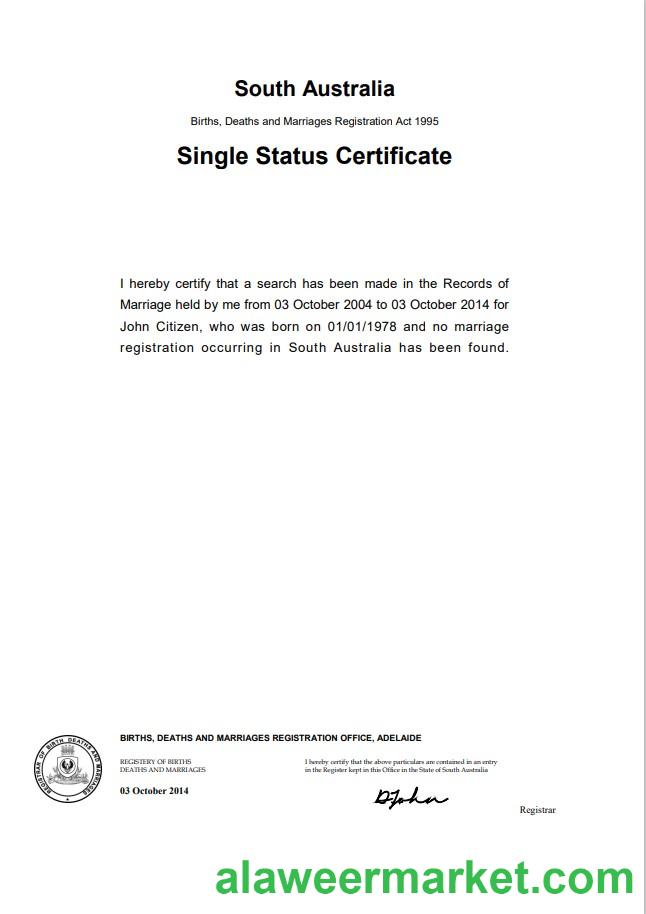 South Australia
Births, Deaths and Marriages Registration Act 1995
Single Status Certificate
I hereby certify that a search has been made in the Records of
Marriage held by me from 03 October 2004 to 03 October 2014 for
John Citizen, who was born on 01/01/1978 and no marriage
registration occurring in South Australia has been found.
BIRTHS, DEATHS AND MARRIAGES REGISTRATION OFFICE, ADELAIDE
REGISTRAR OF BIRTH DEATHS AND MARRIAGES
REGISTERY OF BIRTHS
DEATHS AND MARRIAGES
I hereby certify that the above particulars are contained in an entry
in the Register kept in this Office in the State of South Australia
03 October 2014
DJohn
Registrar
alaweermarket.com